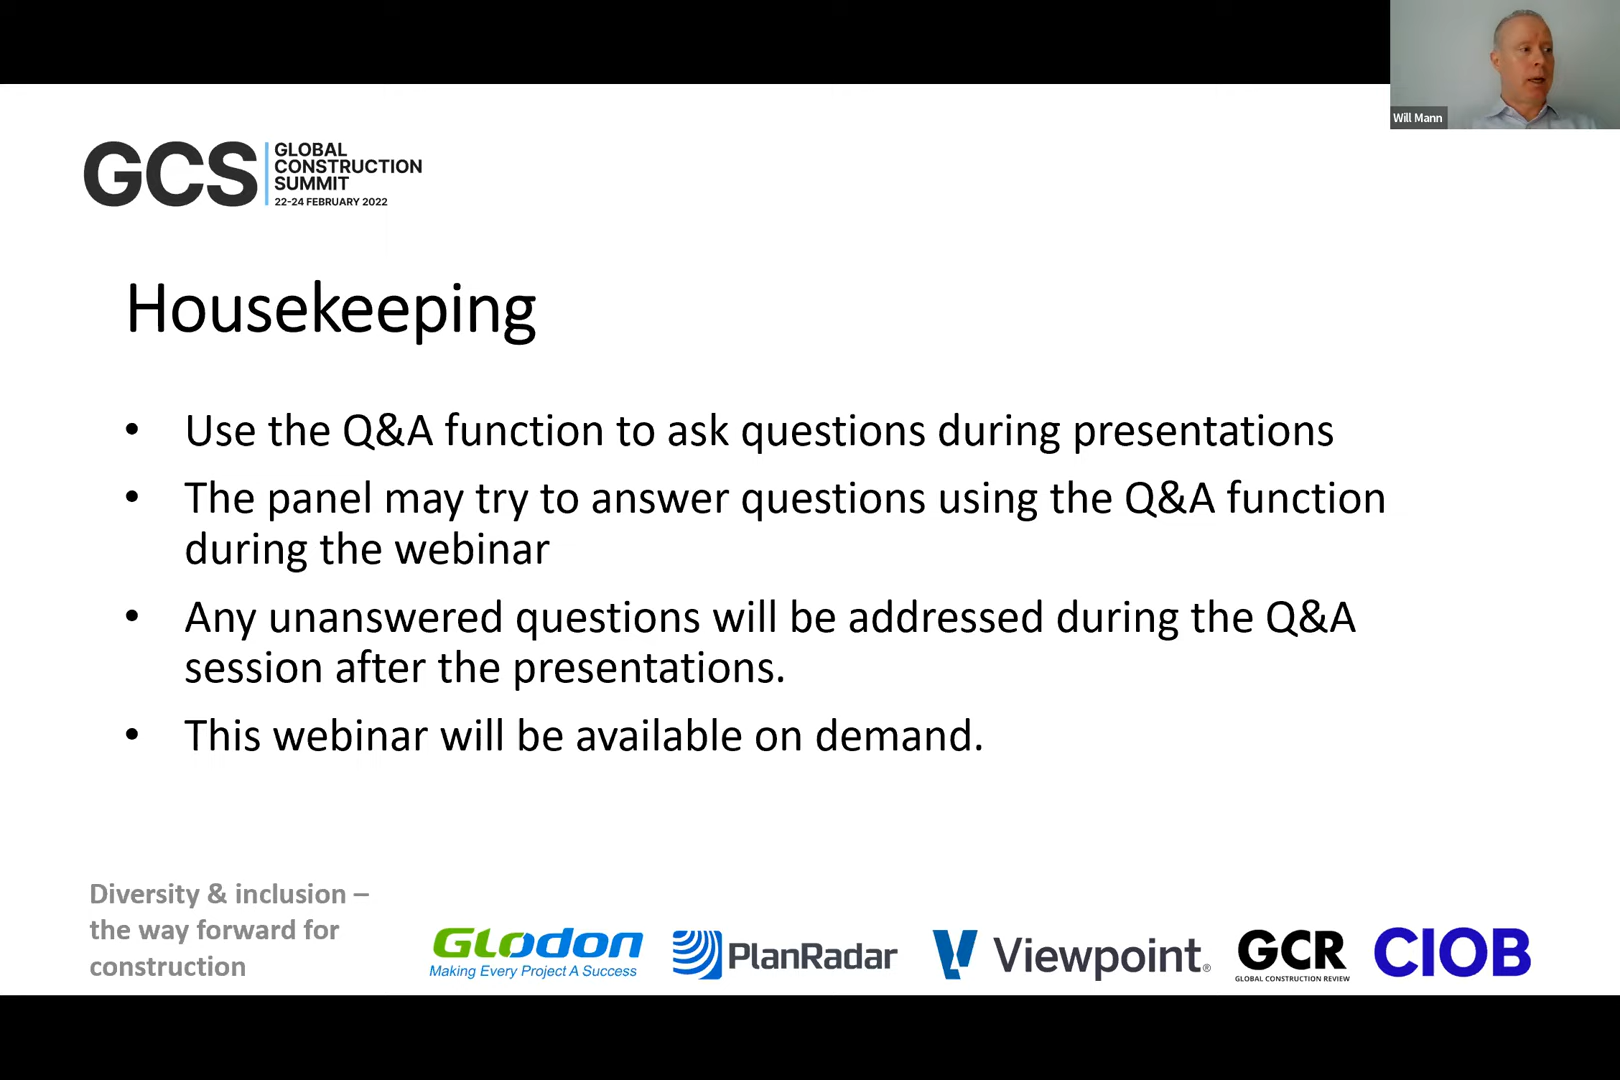 Will Mann
GCS
GLOBAL
CONSTRUCTION
SUMMIT
22-24 FEBRUARY 2022
Housekeeping
• Use the Q&A function to ask questions during presentations
• The panel may try to answer questions using the Q&A function
during the webinar
• Any unanswered questions will be addressed during the Q&A
session after the presentations.
• This webinar will be available on demand.
Diversity & inclusion –
the way forward for
construction
GLodon
Making Every Project A Success
PlanRadar
Viewpoint®
GCR
GLOBAL CONSTRUCTION REVIEW
CIOB